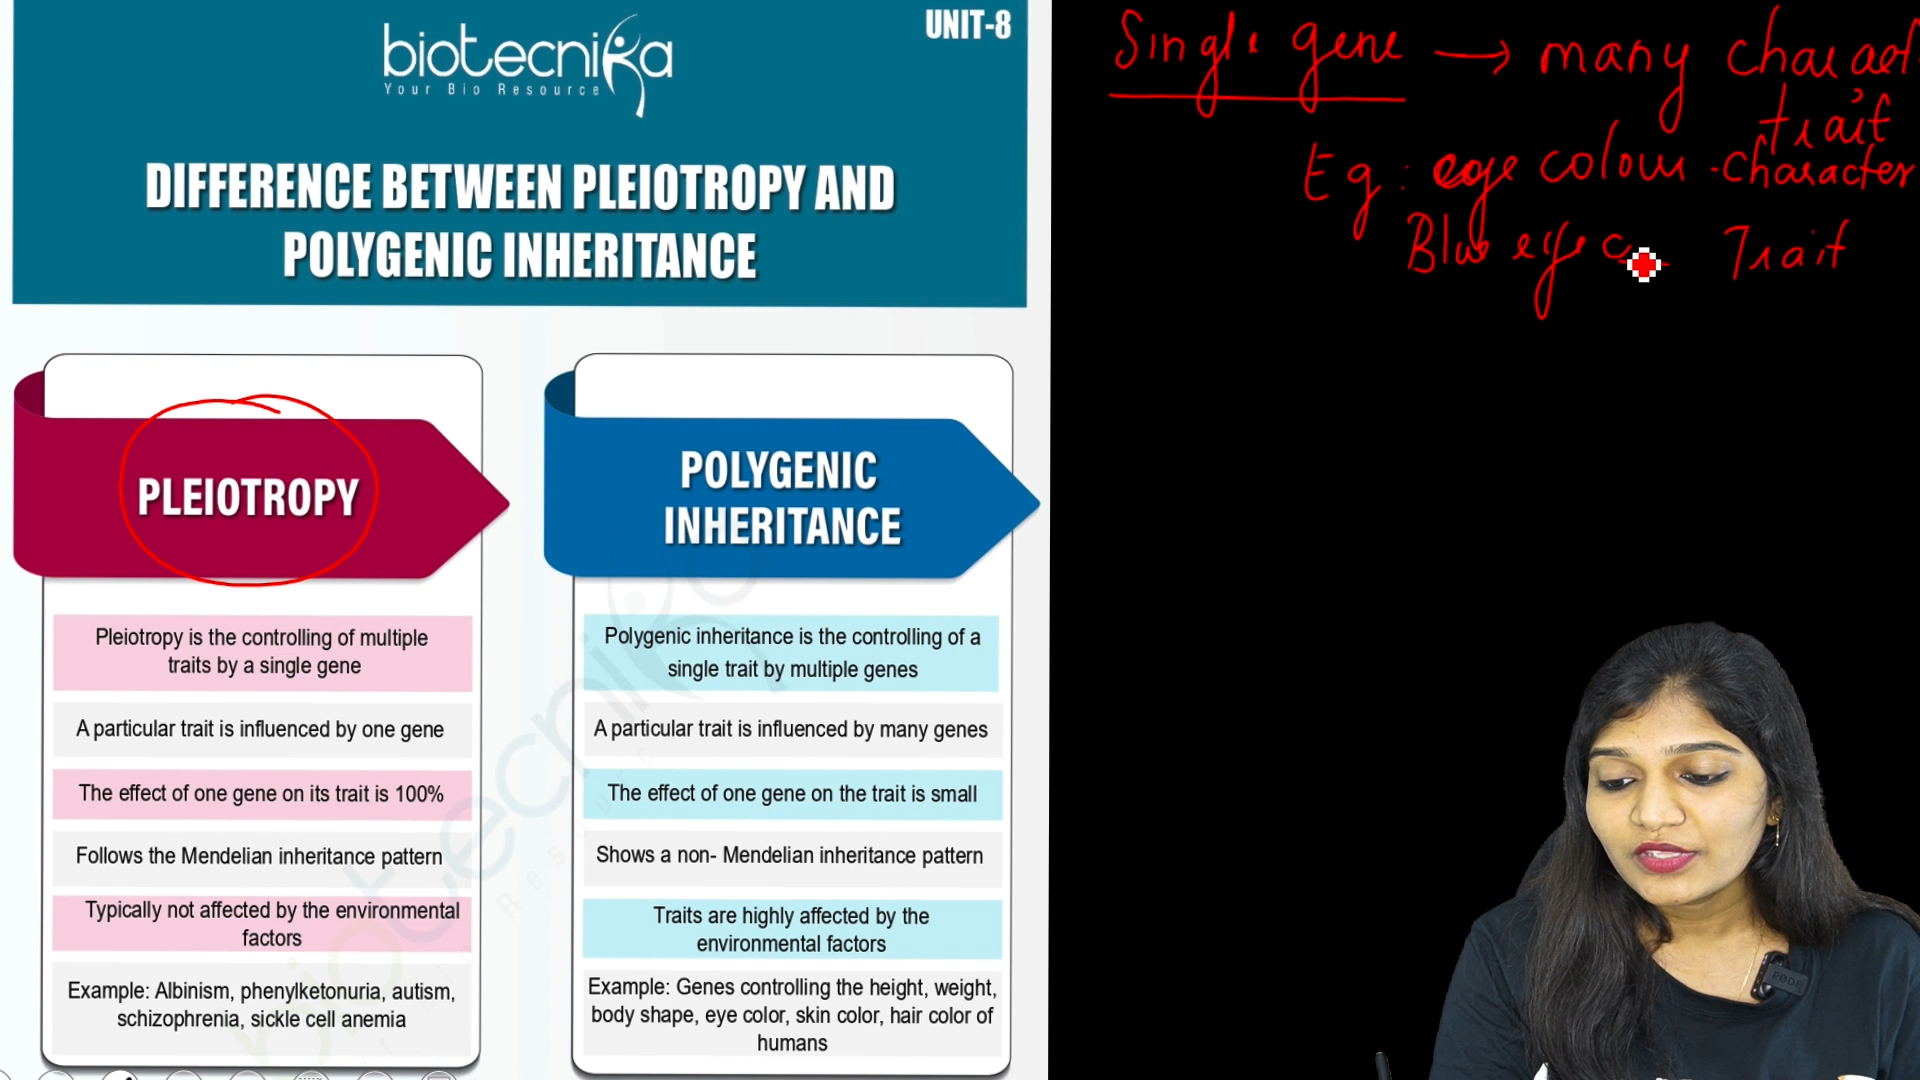 biotecnika
Your Bio Resource
UNIT-8
DIFFERENCE BETWEEN PLEIOTROPY AND
POLYGENIC INHERITANCE
PLEIOTROPY
Pleiotropy is the controlling of multiple
traits by a single gene
A particular trait is influenced by one gene
The effect of one gene on its trait is 100%
Follows the Mendelian inheritance pattern
Typically not affected by the environmental
factors
Example: Albinism, phenylketonuria, autism,
schizophrenia, sickle cell anemia
POLYGENIC
INHERITANCE
Polygenic inheritance is the controlling of a
single trait by multiple genes
A particular trait is influenced by many genes
The effect of one gene on the trait is small
Shows a non- Mendelian inheritance pattern
Traits are highly affected by the
environmental factors
Example: Genes controlling the height, weight,
body shape, eye color, skin color, hair color of
humans
Single gene → many charact
trait
Eg: eye colour - character
Blue eye c Trait
RØDE